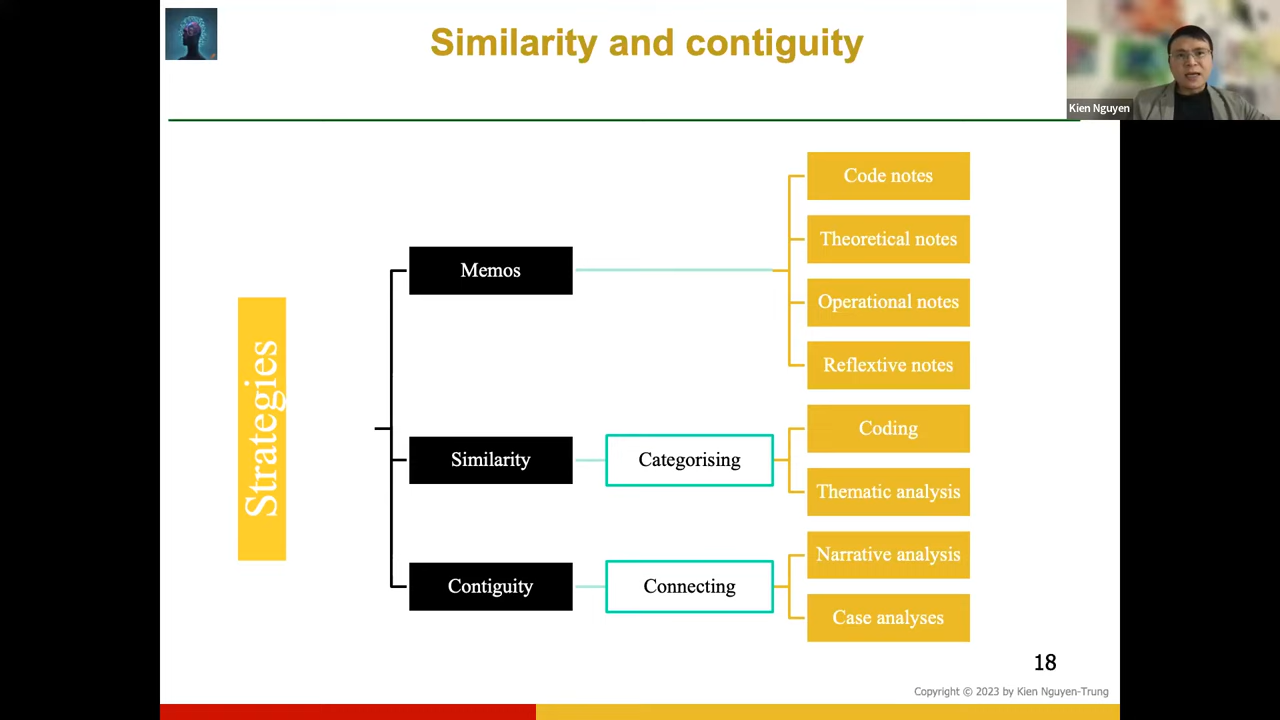 Similarity and contiguity
Kien Nguyen
Strategies
Memos
Code notes
Theoretical notes
Operational notes
Reflextive notes
Similarity
Categorising
Coding
Thematic analysis
Contiguity
Connecting
Narrative analysis
Case analyses
18
Copyright © 2023 by Kien Nguyen-Trung